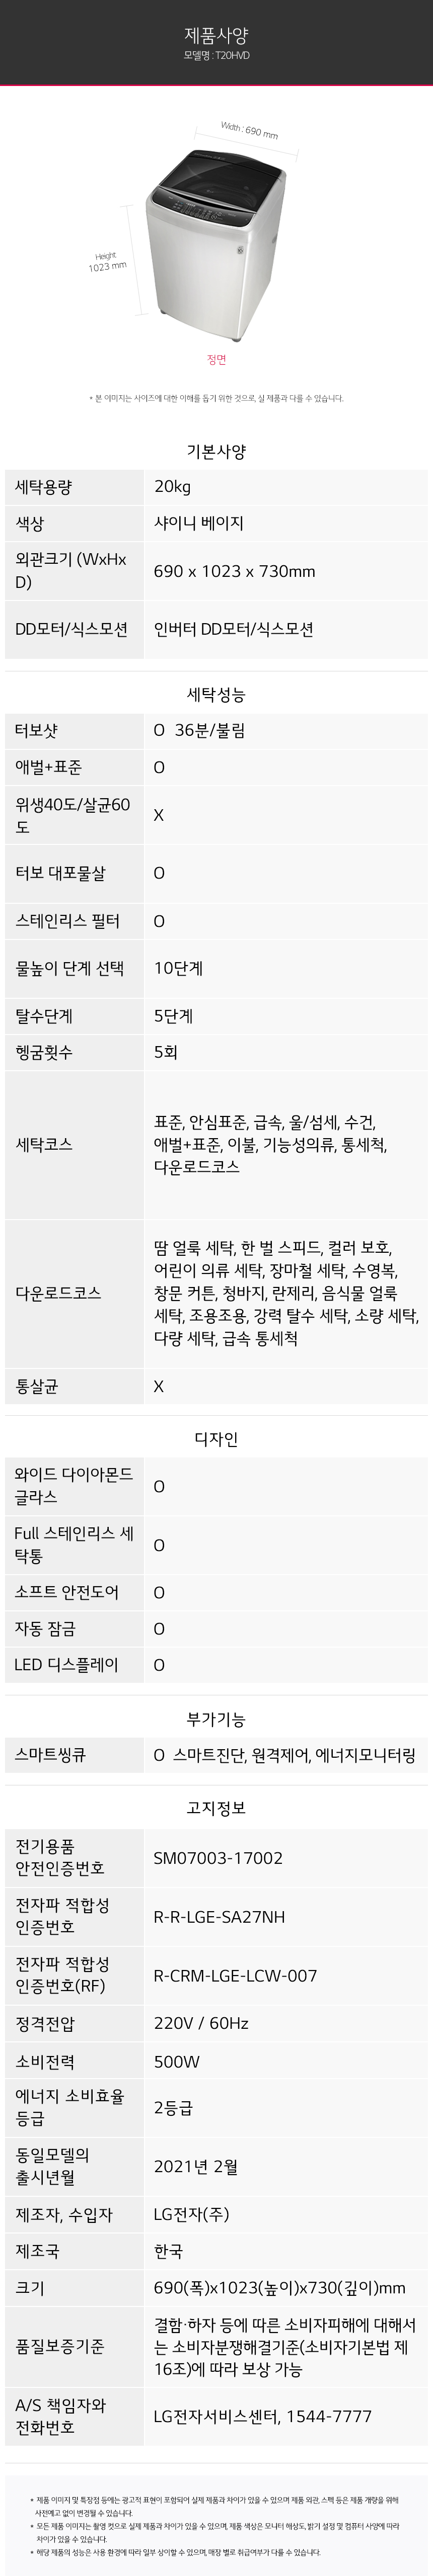 제품사양
모델명 : T20HVD
Width : 690 mm
Height
1023 mm
정면
* 본 이미지는 사이즈에 대한 이해를 돕기 위한 것으로, 실 제품과 다를 수 있습니다.
기본사양
세탁용량 20kg
색상 샤이니 베이지
외관크기 (WxHx
D) 690 x 1023 x 730mm
DD모터/식스모션 인버터 DD모터/식스모션
세탁성능
터보샷 O 36분/불림
애벌+표준 O
위생40도/살균60
도 X
터보 대포물살 O
스테인리스 필터 O
물높이 단계 선택 10단계
탈수단계 5단계
헹굼횟수 5회
세탁코스
표준, 안심표준, 급속, 울/섬세, 수건,
애벌+표준, 이불, 기능성의류, 통세척,
다운로드코스
다운로드코스
땀 얼룩 세탁, 한 벌 스피드, 컬러 보호,
어린이 의류 세탁, 장마철 세탁, 수영복,
창문 커튼, 청바지, 란제리, 음식물 얼룩
세탁, 조용조용, 강력 탈수 세탁, 소량 세탁,
다량 세탁, 급속 통세척
통살균 X
디자인
와이드 다이아몬드
글라스 O
Full 스테인리스 세
탁통 O
소프트 안전도어 O
자동 잠금 O
LED 디스플레이 O
부가기능
스마트씽큐 O 스마트진단, 원격제어, 에너지모니터링
고지정보
전기용품
안전인증번호 SM07003-17002
전자파 적합성
인증번호 R-R-LGE-SA27NH
전자파 적합성
인증번호(RF) R-CRM-LGE-LCW-007
정격전압 220V / 60Hz
소비전력 500W
에너지 소비효율
등급 2등급
동일모델의
출시년월 2021년 2월
제조자, 수입자 LG전자(주)
제조국 한국
크기 690(폭)x1023(높이)x730(깊이)mm
품질보증기준
결함·하자 등에 따른 소비자피해에 대해서
는 소비자분쟁해결기준(소비자기본법 제
16조)에 따라 보상 가능
A/S 책임자와
전화번호 LG전자서비스센터, 1544-7777
* 제품 이미지 및 특장점 등에는 광고적 표현이 포함되어 실제 제품과 차이가 있을 수 있으며 제품 외관, 스펙 등은 제품 개량을 위해
사전예고 없이 변경될 수 있습니다.
* 모든 제품 이미지는 촬영 컷으로 실제 제품과 차이가 있을 수 있으며, 제품 색상은 모니터 해상도, 밝기 설정 및 컴퓨터 사양에 따라
차이가 있을 수 있습니다.
* 해당 제품의 성능은 사용 환경에 따라 일부 상이할 수 있으며, 매장 별로 취급여부가 다를 수 있습니다.